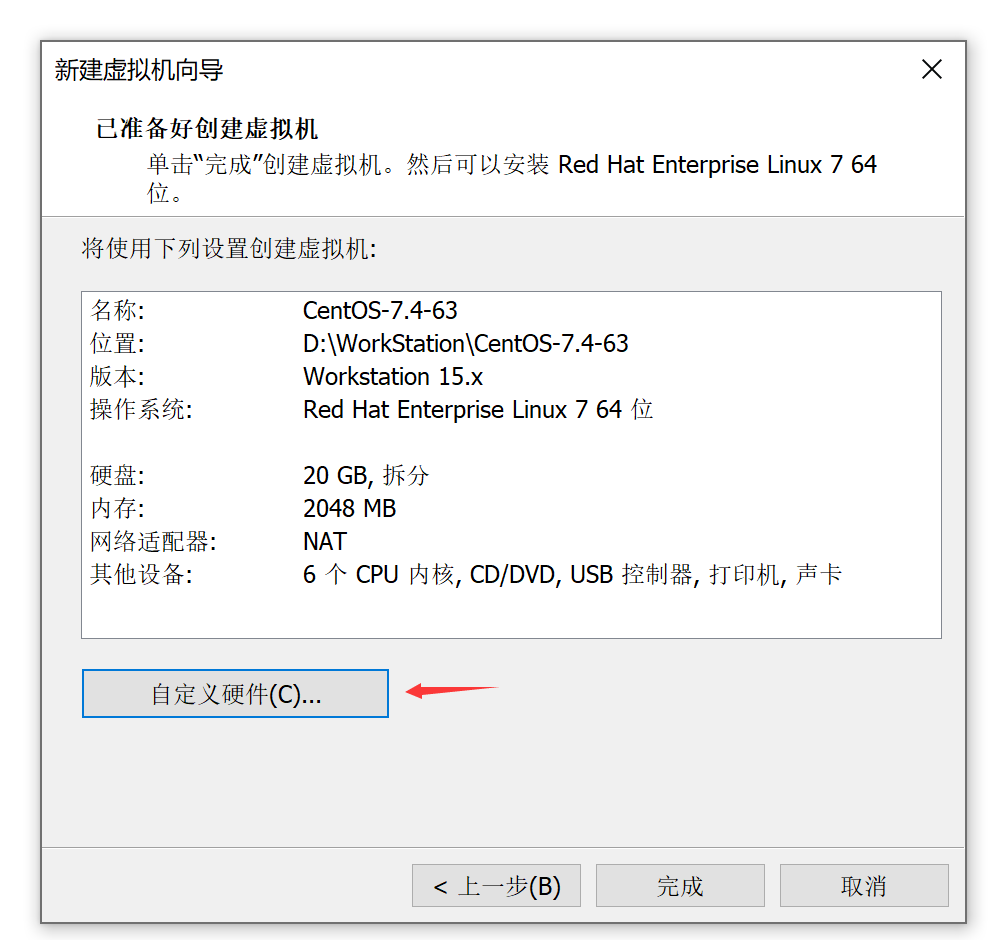 新建虚拟机向导
已准备好创建虚拟机
单击“完成”创建虚拟机。然后可以安装 Red Hat Enterprise Linux 7 64
位。
将使用下列设置创建虚拟机:
名称: CentOS-7.4-63
位置: D:\WorkStation\CentOS-7.4-63
版本: Workstation 15.x
操作系统: Red Hat Enterprise Linux 7 64 位
硬盘: 20 GB, 拆分
内存: 2048 MB
网络适配器: NAT
其他设备: 6 个 CPU 内核, CD/DVD, USB 控制器, 打印机, 声卡
自定义硬件(C)...
< 上一步(B) 完成 取消